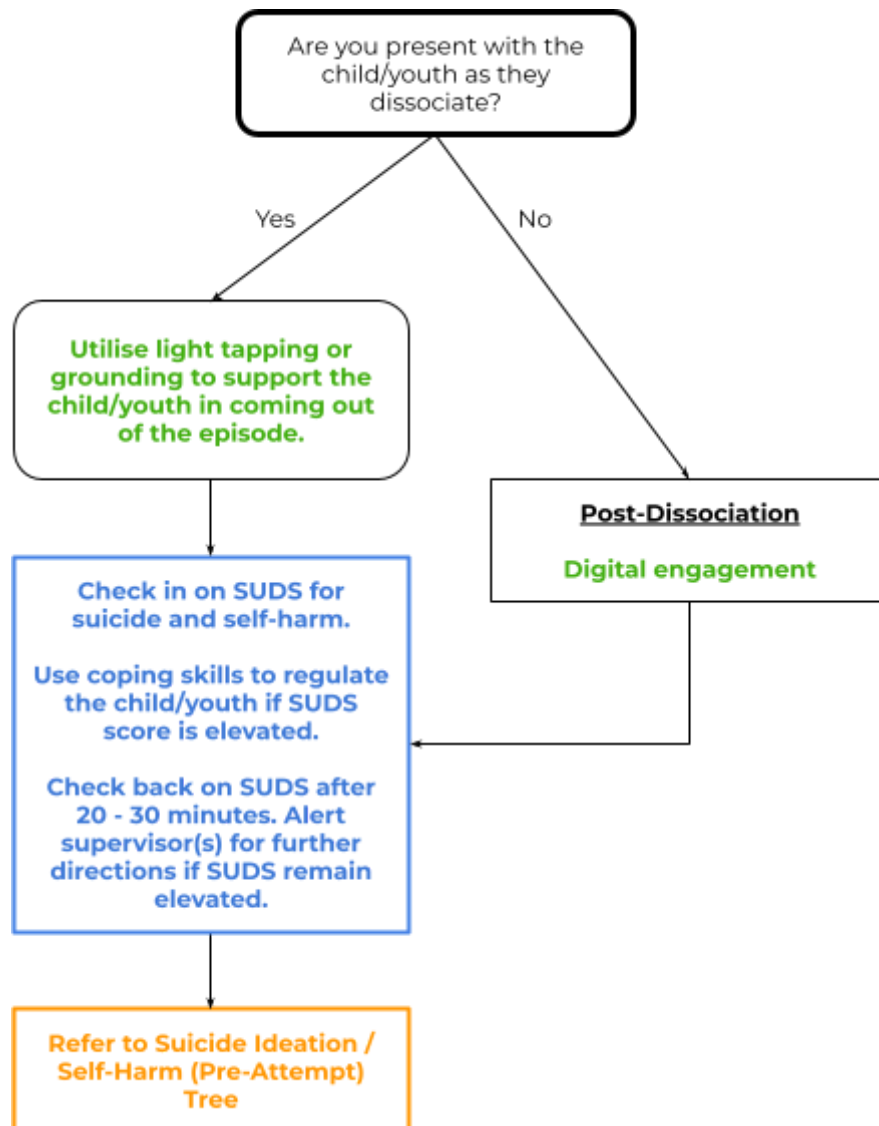 Are you present with the
child/youth as they
dissociate?
Yes
No
Utilise light tapping or
grounding to support the
child/youth in coming out
of the episode.
Post-Dissociation
Digital engagement
Check in on SUDS for
suicide and self-harm.
Use coping skills to regulate
the child/youth if SUDS
score is elevated.
Check back on SUDS after
20 - 30 minutes. Alert
supervisor(s) for further
directions if SUDS remain
elevated.
Refer to Suicide Ideation /
Self-Harm (Pre-Attempt)
Tree